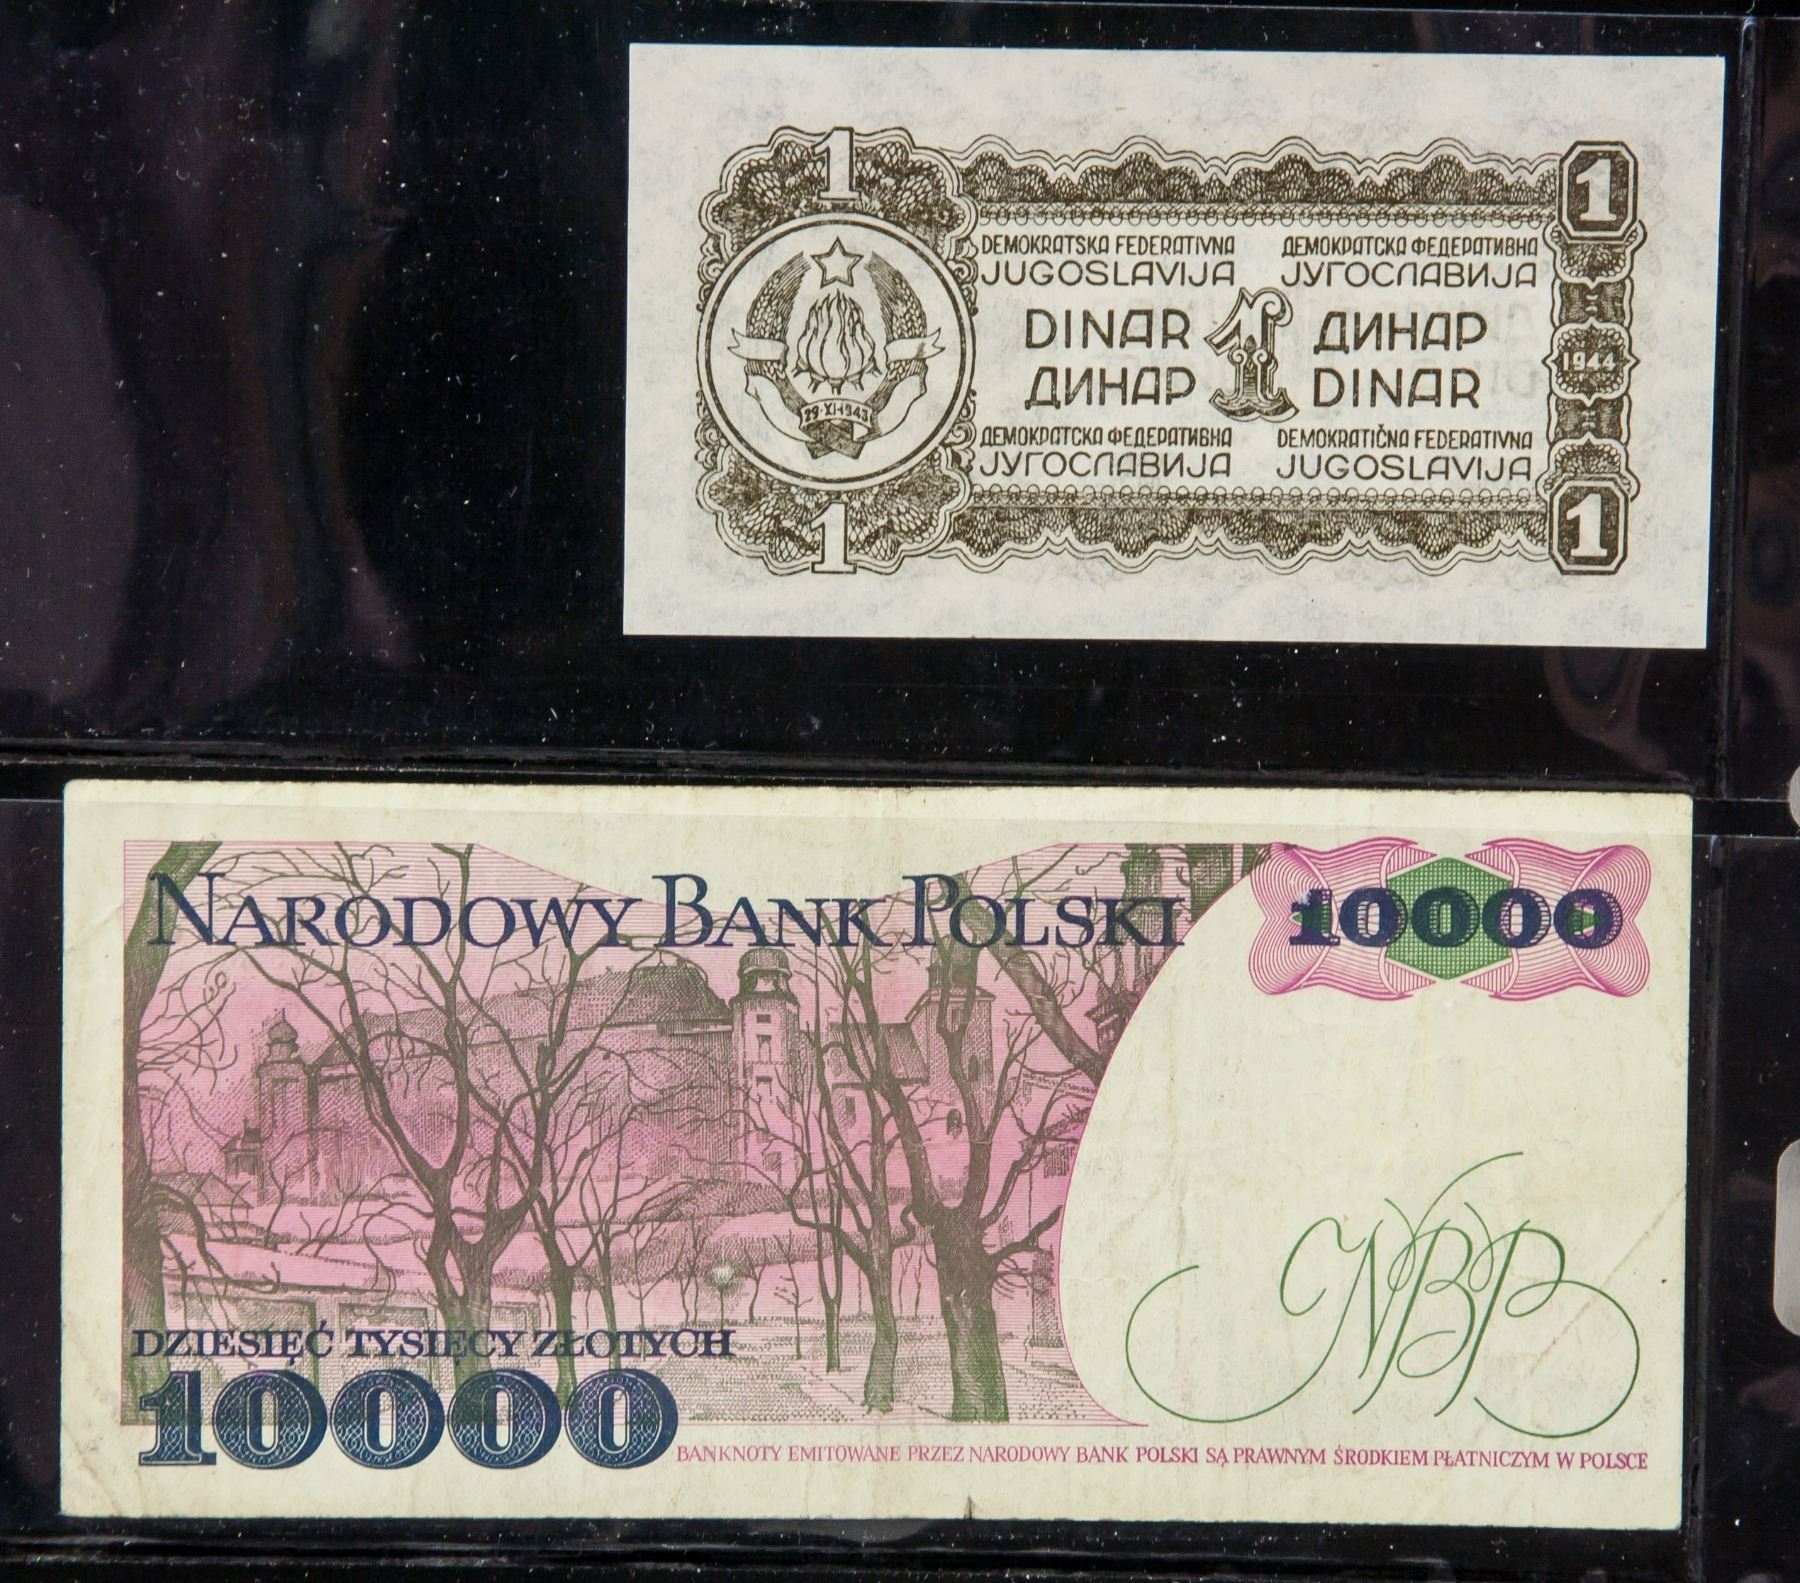 1
1
DEMOKRATSKA FEDERATIVNA
ДЕМОКРАТСКА ФЕДЕРАТИВНА
JUGOSLAVIJA
ЈУГОСЛАВИЈА
DINAR
1
ДИНАР
1944
ДИНАР
DINAR
29·XI·1943
ДЕМОКРАТСКА ФЕДЕРАТИВНА
DEMOKRATIČNA FEDERATIVNA
ЈУГОСЛАВИЈА
JUGOSLAVIJA
1
1
NARODOWY BANK POLSKI
10000
NBP
DZIESIĘĆ TYSIĘCY ZŁOTYCH
10000
BANKNOTY EMITOWANE PRZEZ NARODOWY BANK POLSKI SĄ PRAWNYM ŚRODKIEM PŁATNICZYM W POLSCE